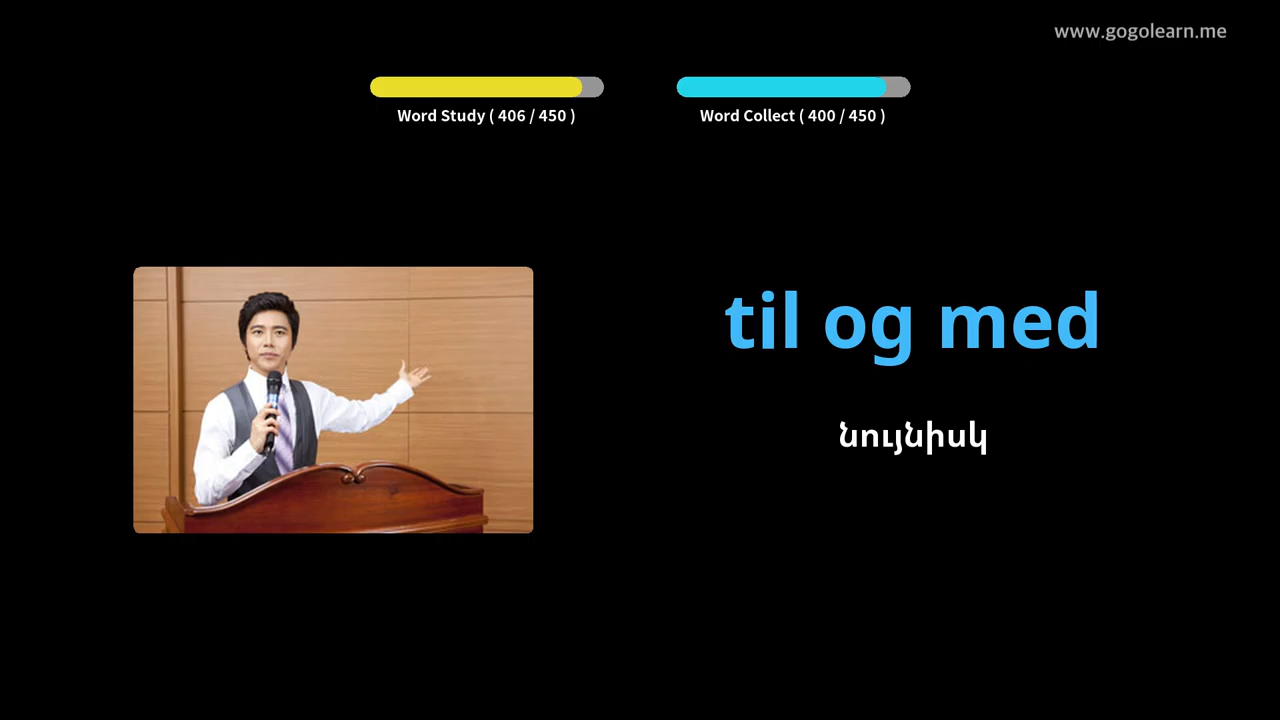 www.gogolearn.me
Word Study ( 406 / 450 )
Word Collect ( 400 / 450 )
til og med
նույնիսկ